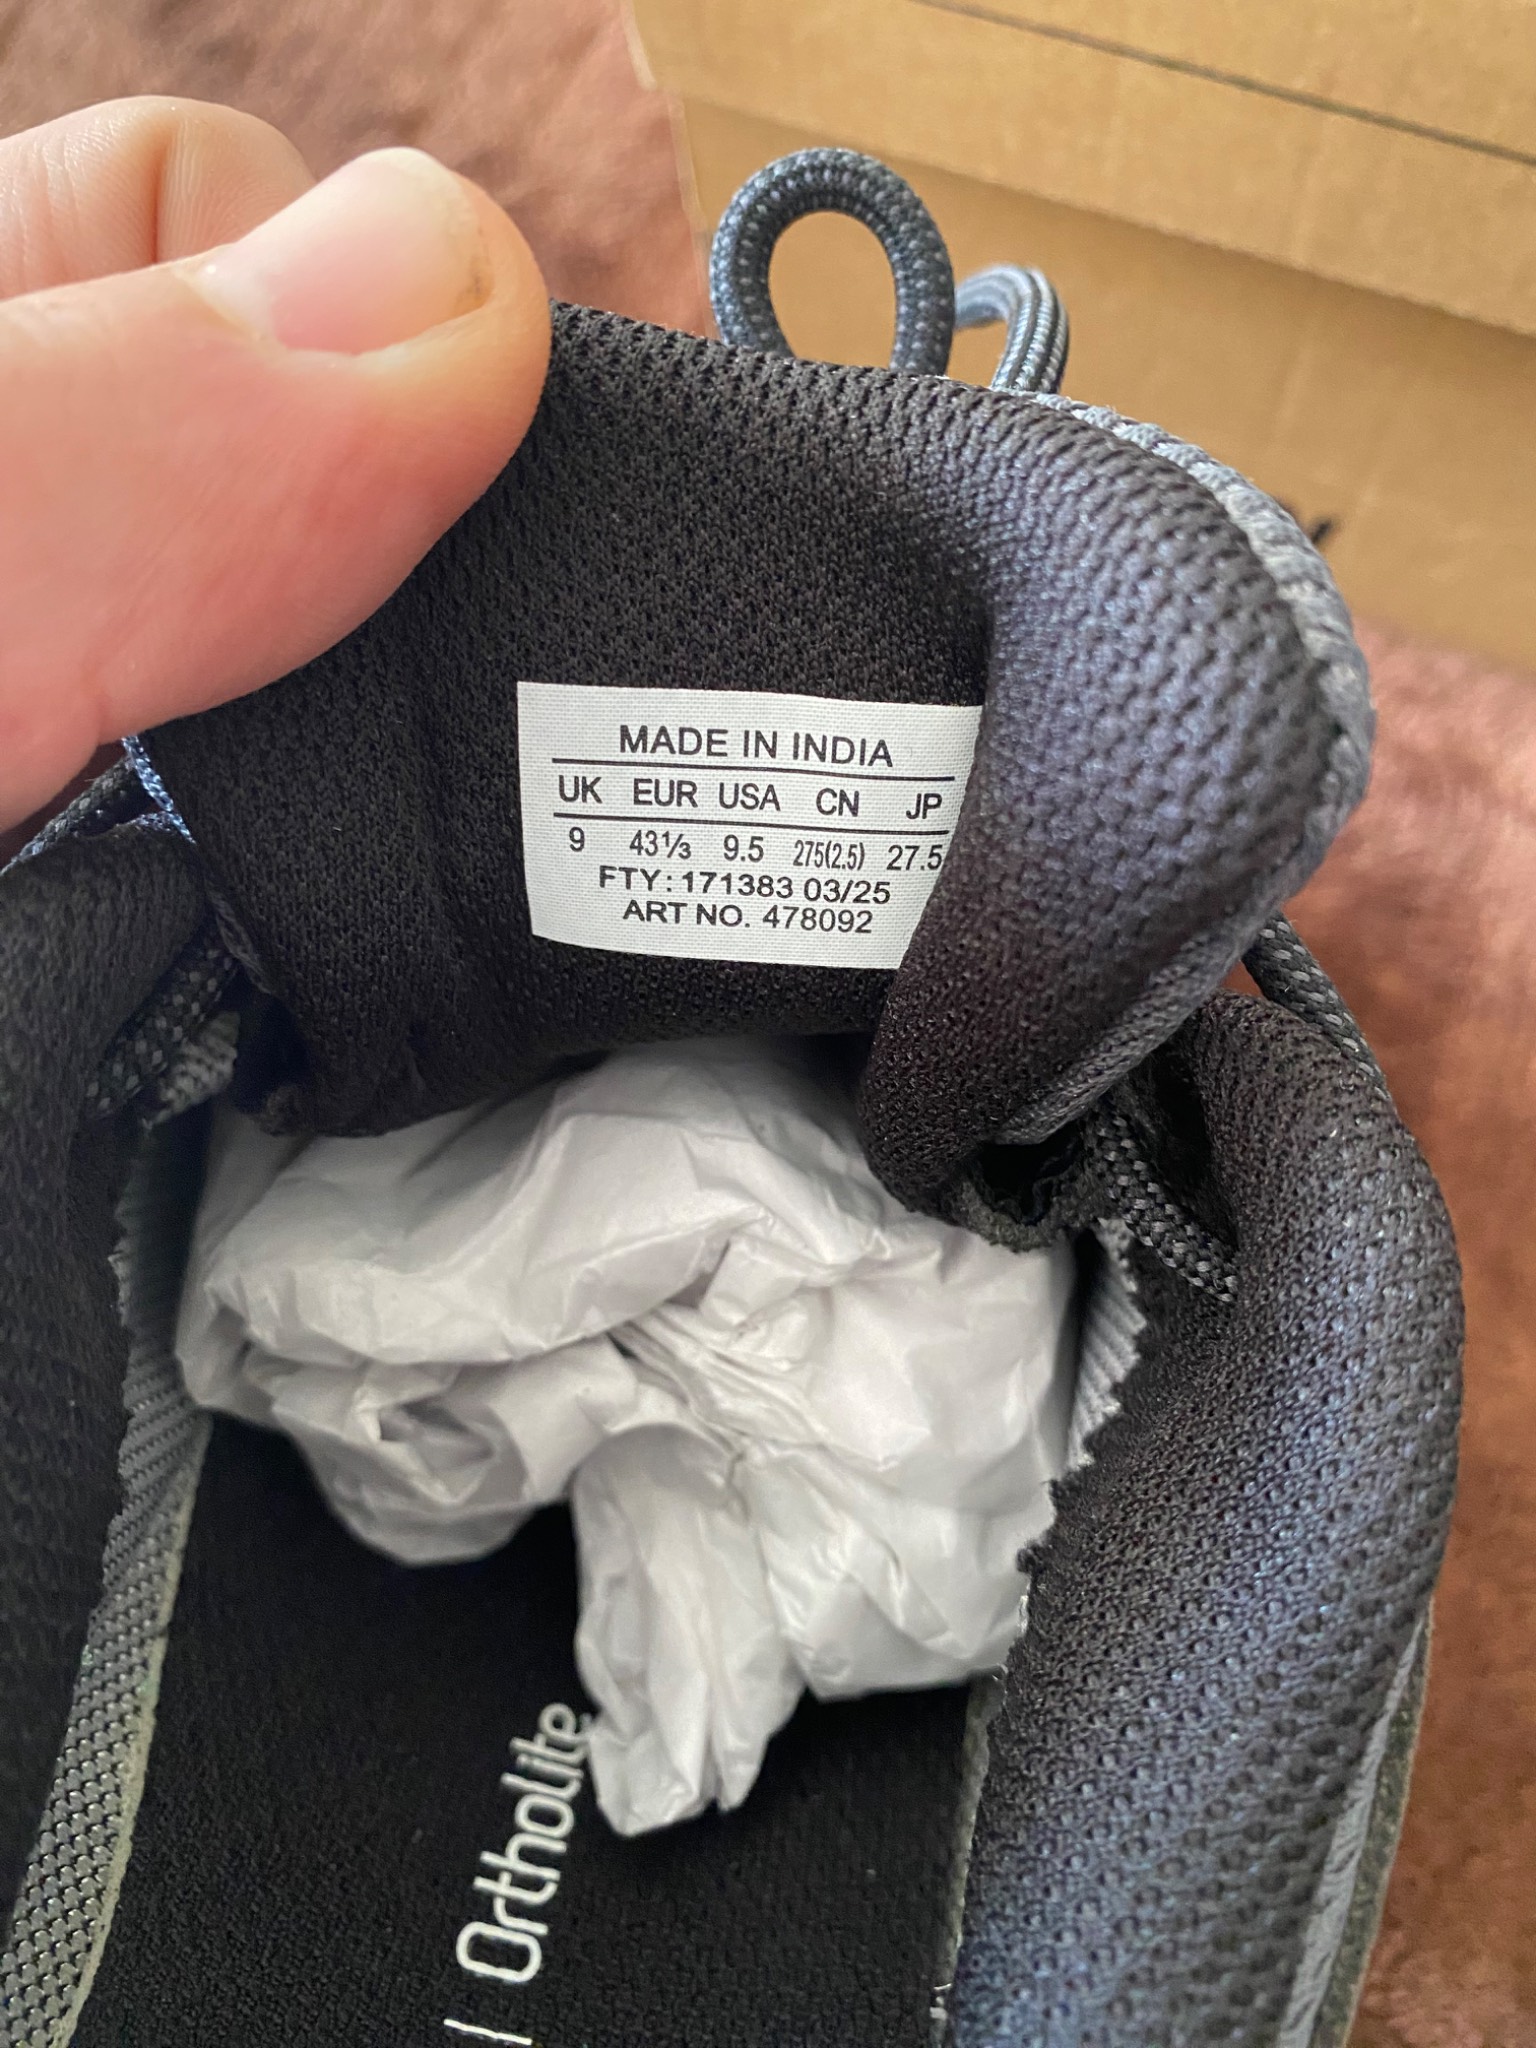 MADE IN INDIA
UK EUR USA CN JP
9 43⅓ 9.5 275(2.5) 27.5
FTY: 171383 03/25
ART NO. 478092
Ortholite